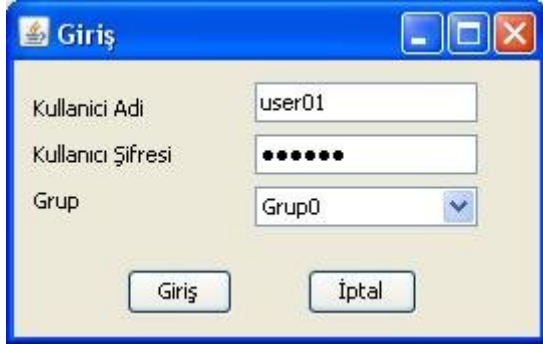 Giriş
Kullanici Adi user01
Kullanıcı Şifresi ●●●●●●
Grup Grup0
Giriş İptal